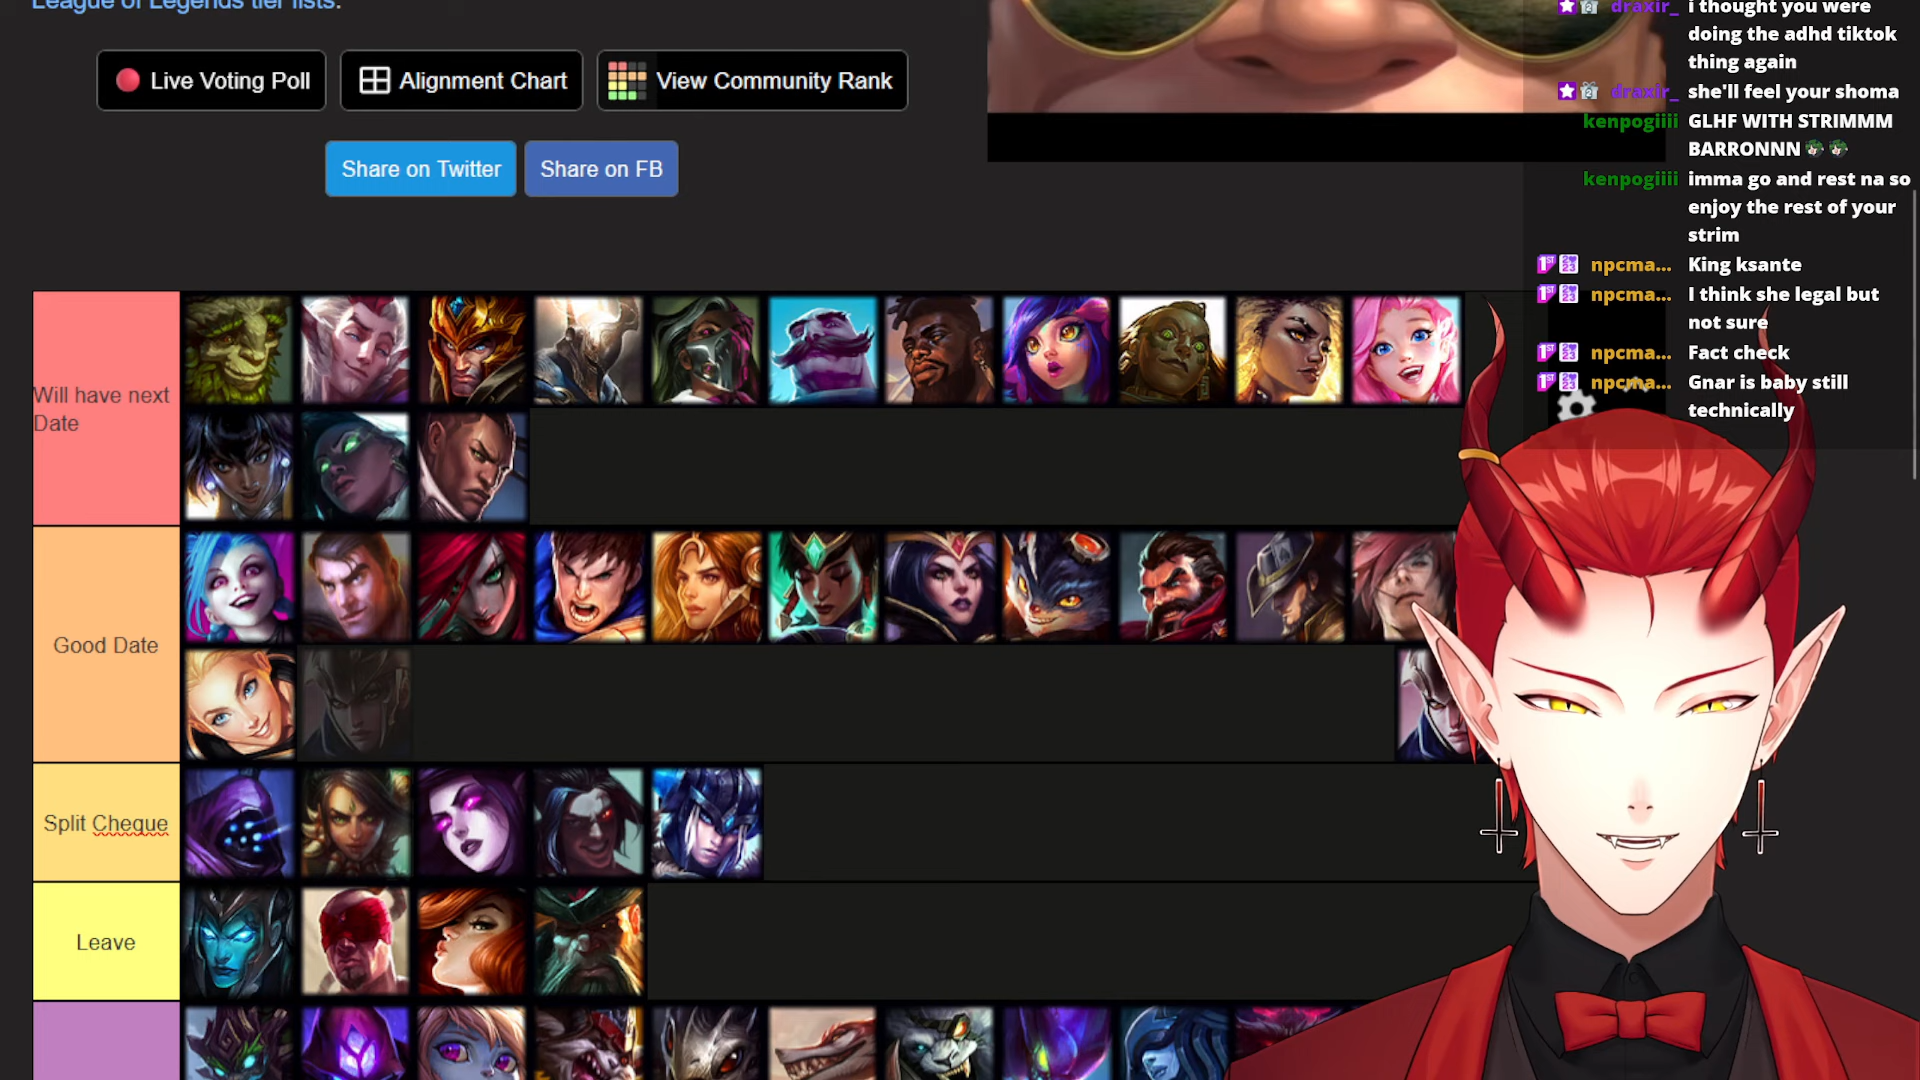 League of Legends tier lists.
Live Voting Poll
Alignment Chart
View Community Rank
Share on Twitter
Share on FB
Will have next
Date
Good Date
Split Cheque
Leave
draxir_ i thought you were
doing the adhd tiktok
thing again
draxir_ she'll feel your shoma
kenpogiiii GLHF WITH STRIMMM
BARRONNN
kenpogiiii imma go and rest na so
enjoy the rest of your
strim
npcma... King ksante
npcma... I think she legal but
not sure
npcma... Fact check
npcma... Gnar is baby still
technically